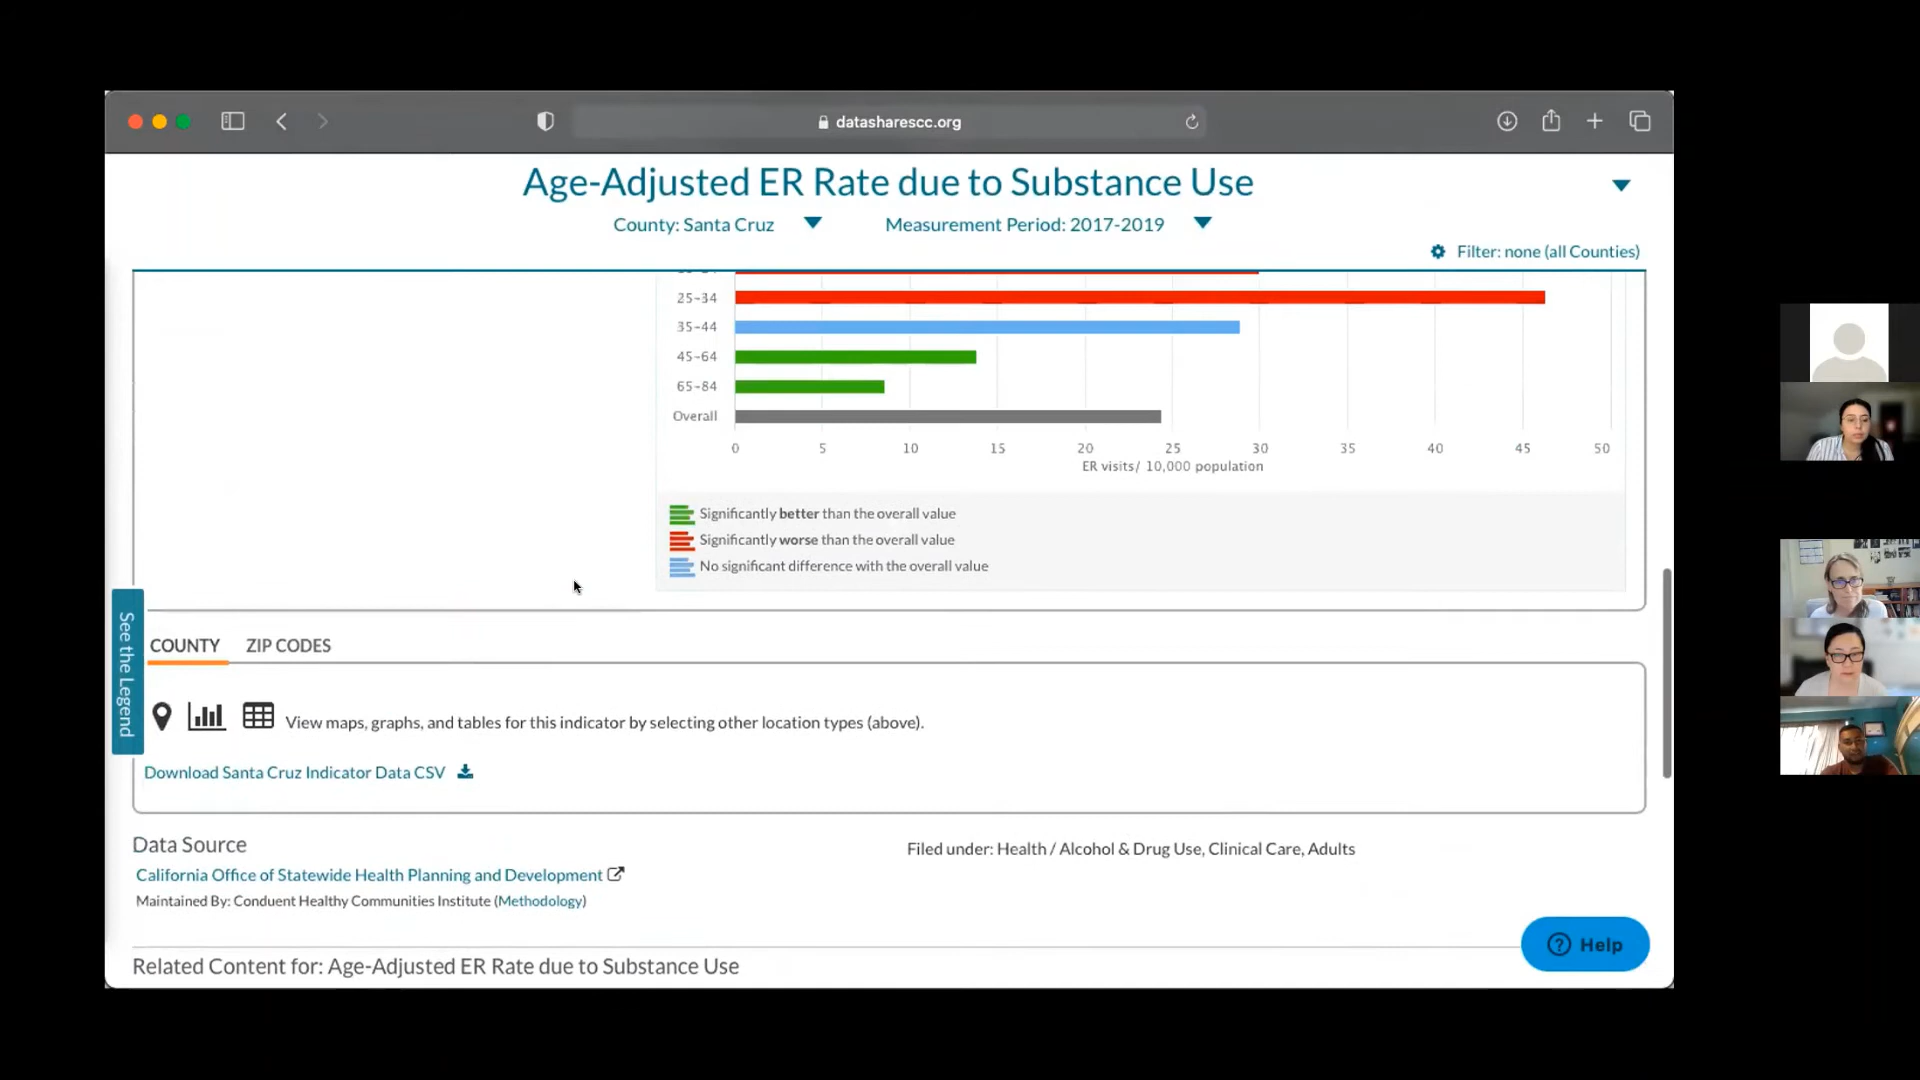 datasharescc.org
Age-Adjusted ER Rate due to Substance Use
County: Santa Cruz
Measurement Period: 2017-2019
Filter: none (all Counties)
25-34
35-44
45-64
65-84
Overall
0 5 10 15 20 25 30 35 40 45 50
ER visits/ 10,000 population
Significantly better than the overall value
Significantly worse than the overall value
No significant difference with the overall value
See the Legend
COUNTY ZIP CODES
View maps, graphs, and tables for this indicator by selecting other location types (above).
Download Santa Cruz Indicator Data CSV
Data Source
Filed under: Health / Alcohol & Drug Use, Clinical Care, Adults
California Office of Statewide Health Planning and Development
Maintained By: Conduent Healthy Communities Institute (Methodology)
Help
Related Content for: Age-Adjusted ER Rate due to Substance Use